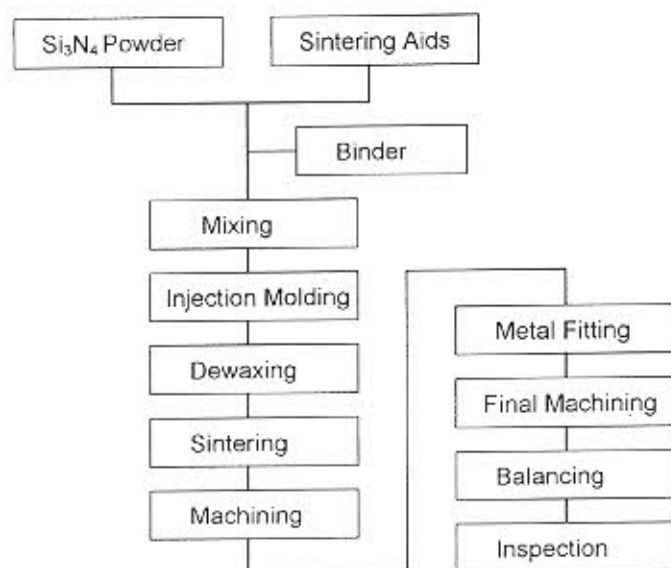 Si₃N₄ Powder
Sintering Aids
Binder
Mixing
Injection Molding
Dewaxing
Sintering
Machining
Metal Fitting
Final Machining
Balancing
Inspection